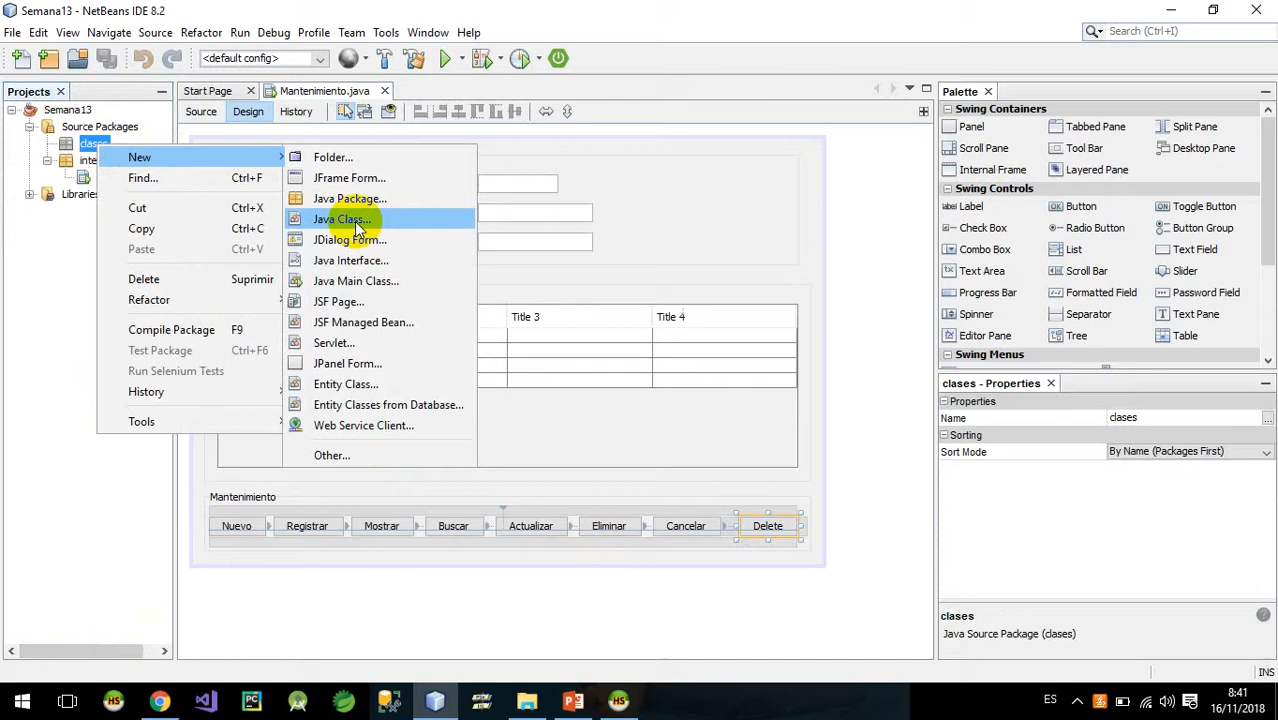 Semana13 - NetBeans IDE 8.2
File Edit View Navigate Source Refactor Run Debug Profile Team Tools Window Help
Search (Ctrl+I)
<default config>
Projects
Start Page
Mantenimiento.java
Palette
Semana13
Source Packages
clases
inte
Libraries
Source Design History
New
Find... Ctrl+F
Cut Ctrl+X
Copy Ctrl+C
Paste Ctrl+V
Delete Suprimir
Refactor
Compile Package F9
Test Package Ctrl+F6
Run Selenium Tests
History
Tools
Folder...
JFrame Form...
Java Package...
Java Class...
JDialog Form...
Java Interface...
Java Main Class...
JSF Page...
JSF Managed Bean...
Servlet...
JPanel Form...
Entity Class...
Entity Classes from Database...
Web Service Client...
Other...
Title 3 Title 4
Mantenimiento
Nuevo Registrar Mostrar Buscar Actualizar Eliminar Cancelar Delete
Swing Containers
Panel Tabbed Pane Split Pane
Scroll Pane Tool Bar Desktop Pane
Internal Frame Layered Pane
Swing Controls
Label Button Toggle Button
Check Box Radio Button Button Group
Combo Box List Text Field
Text Area Scroll Bar Slider
Progress Bar Formatted Field Password Field
Spinner Separator Text Pane
Editor Pane Tree Table
Swing Menus
clases - Properties
Properties
Name clases
Sorting
Sort Mode By Name (Packages First)
clases
Java Source Package (clases)
INS
HS
PC
HS
ES
8:41
16/11/2018